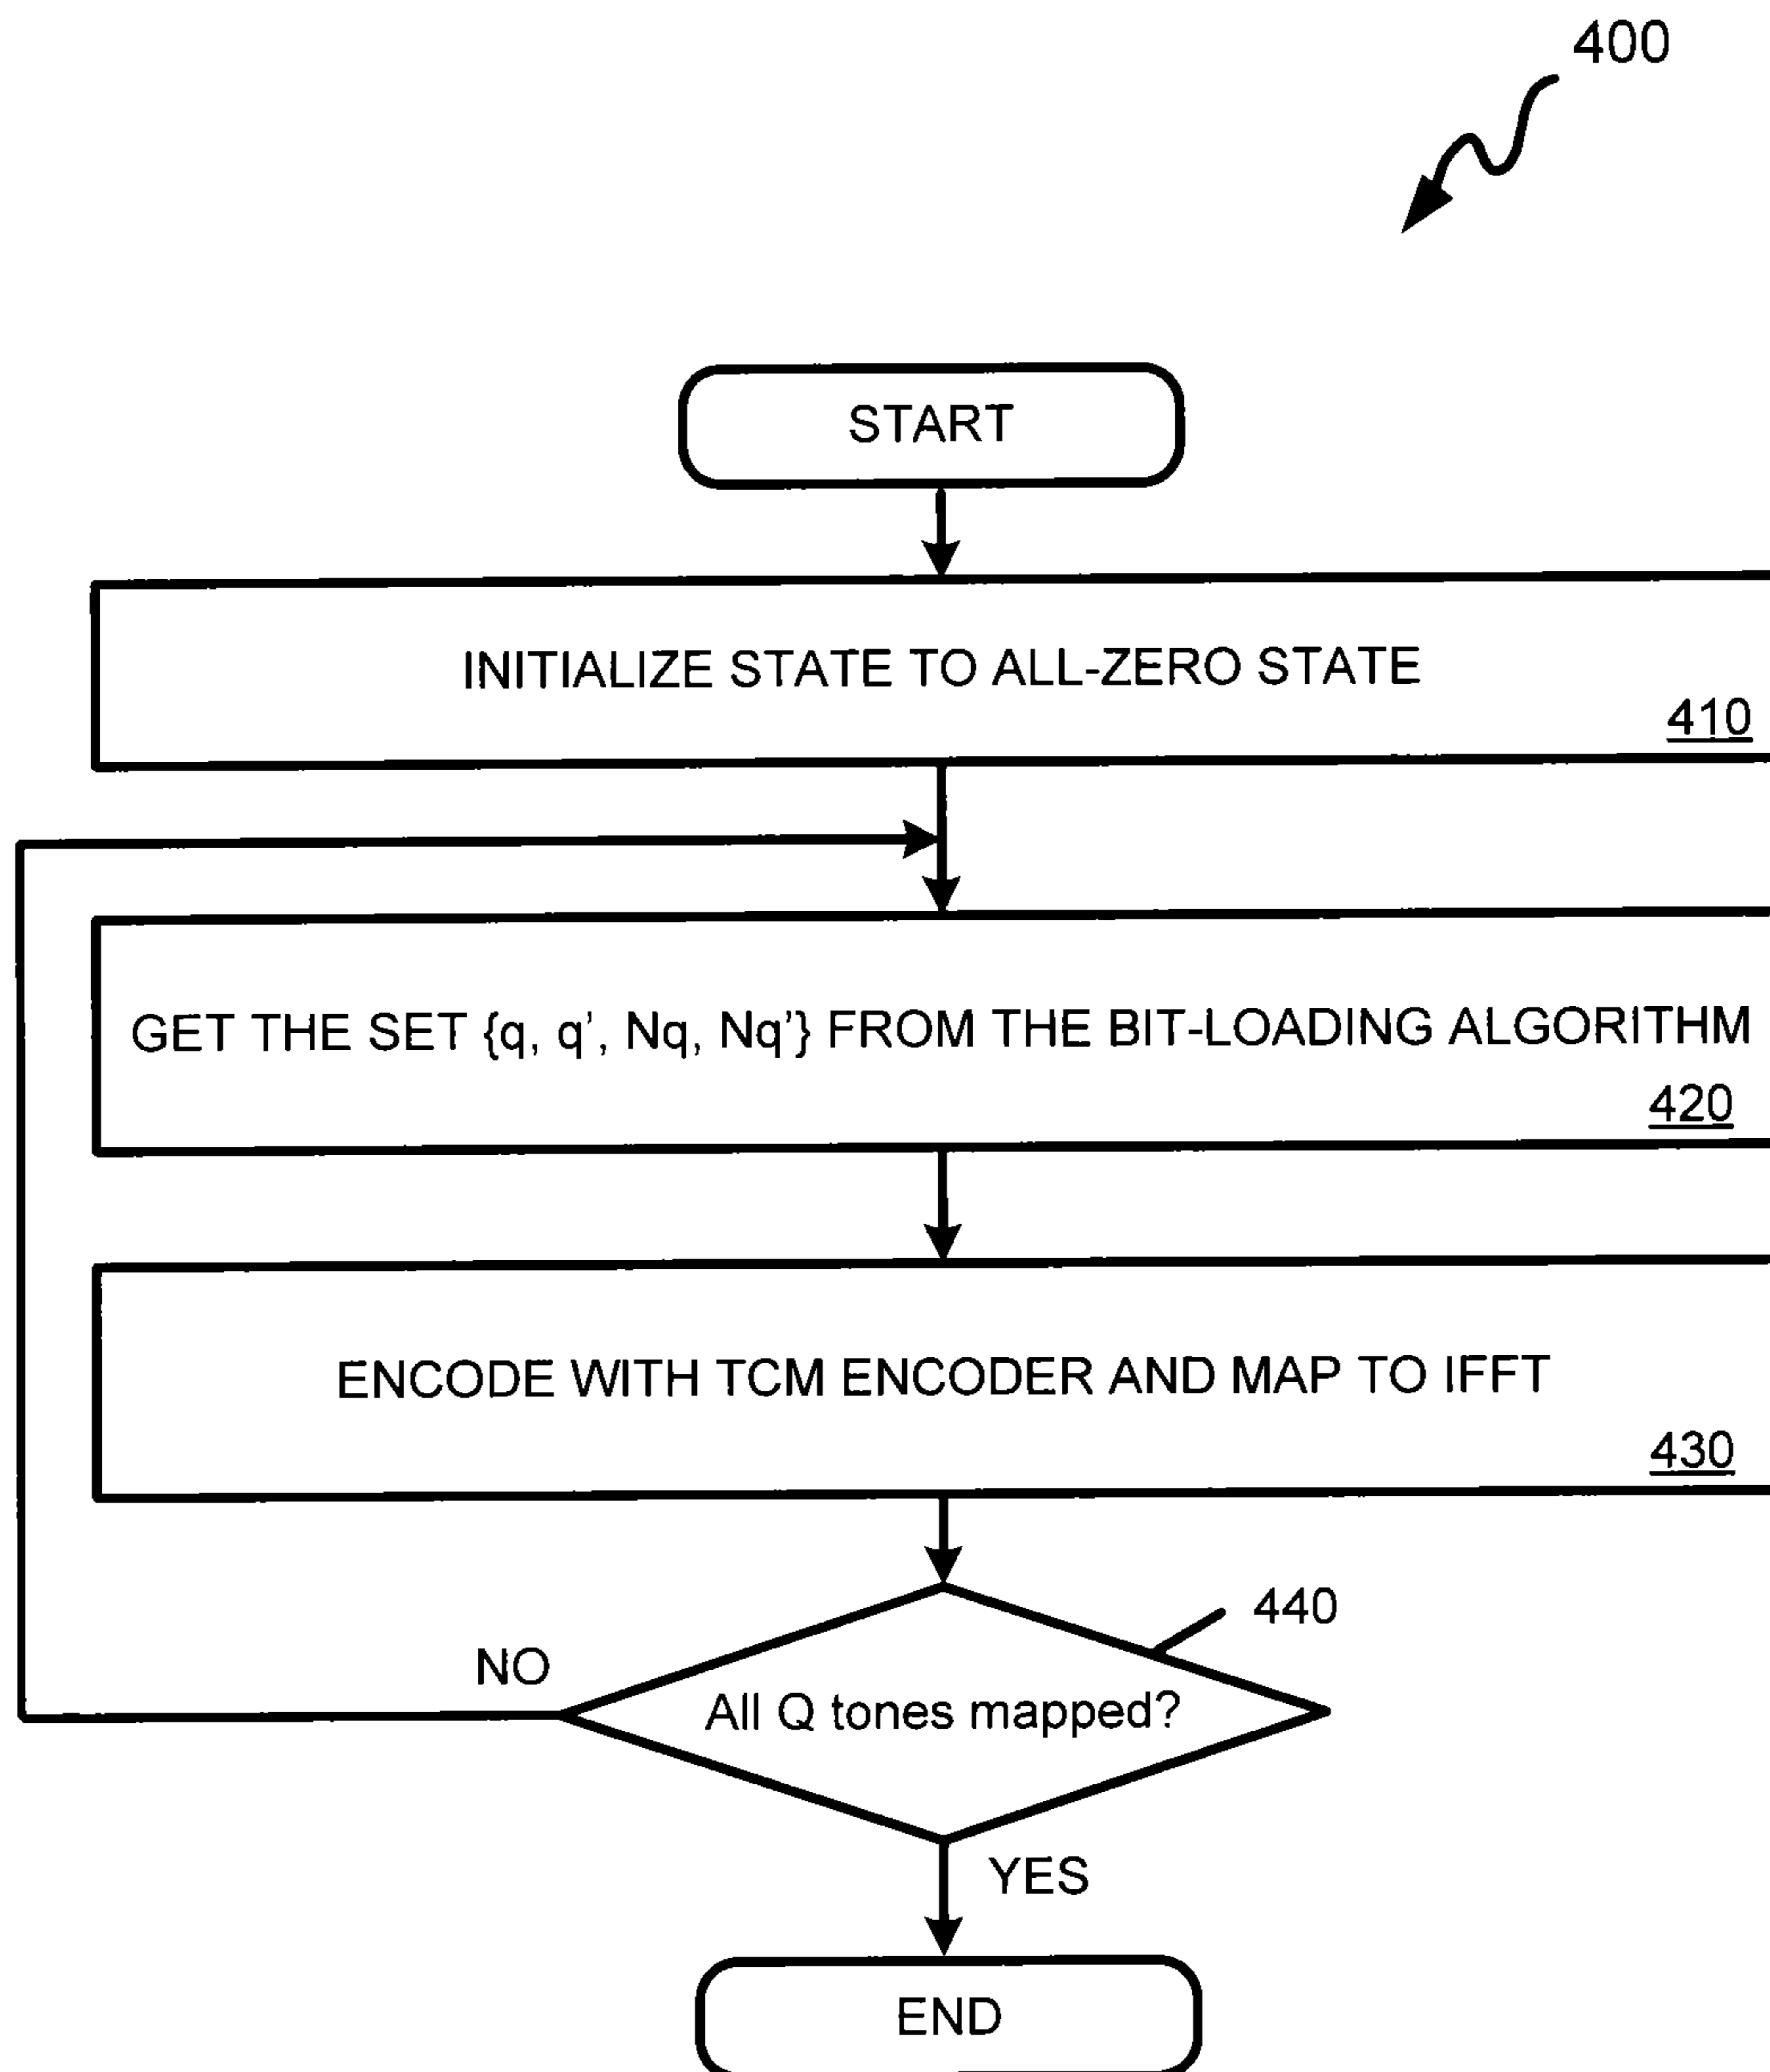 400
START
INITIALIZE STATE TO ALL-ZERO STATE
410
GET THE SET {q, q’, Nq, Nq’} FROM THE BIT-LOADING ALGORITHM
420
ENCODE WITH TCM ENCODER AND MAP TO IFFT
430
440
NO
All Q tones mapped?
YES
END